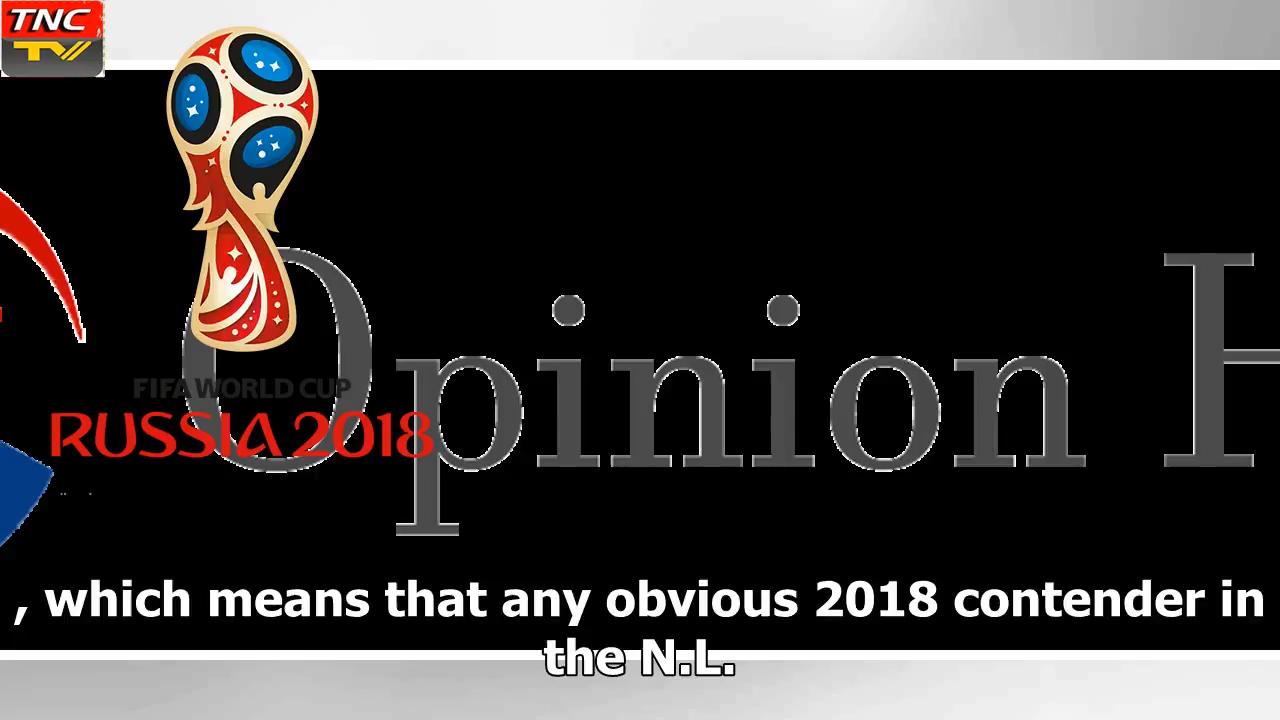 TNC
TV
Opinion H
FIFA WORLD CUP
RUSSIA 2018
, which means that any obvious 2018 contender in
the N.L.